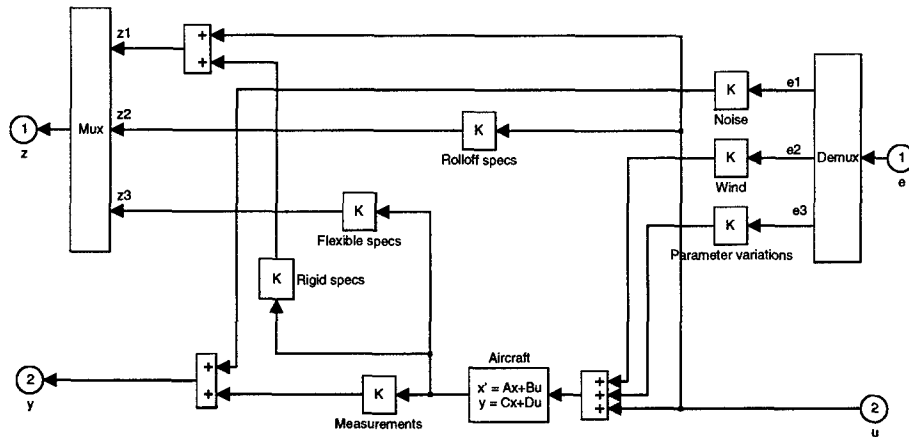 z1
+
+
e1
K
Noise
1
z
Mux
z2
K
Rolloff specs
K
Wind
e2
Demux
1
e
z3
K
Flexible specs
e3
K
Parameter variations
K
Rigid specs
Aircraft
x' = Ax+Bu
y = Cx+Du
2
y
+
+
K
Measurements
+
+
+
2
u